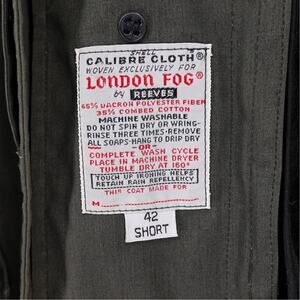 SHELL
CALIBRE CLOTH®
WOVEN EXCLUSIVELY FOR
LONDON FOG®
by REEVES
65% DACRON POLYESTER FIBER
35% COMBED COTTON
MACHINE WASHABLE
DO NOT SPIN DRY OR WRING-
RINSE THREE TIMES-REMOVE
ALL SOAPS-HANG TO DRIP DRY
-OR-
COMPLETE WASH CYCLE
PLACE IN MACHINE DRYER
TUMBLE DRY AT 160°
TOUCH UP IRONING HELPS
RETAIN RAIN REPELLENCY
THIS COAT MADE FOR
M
42
SHORT